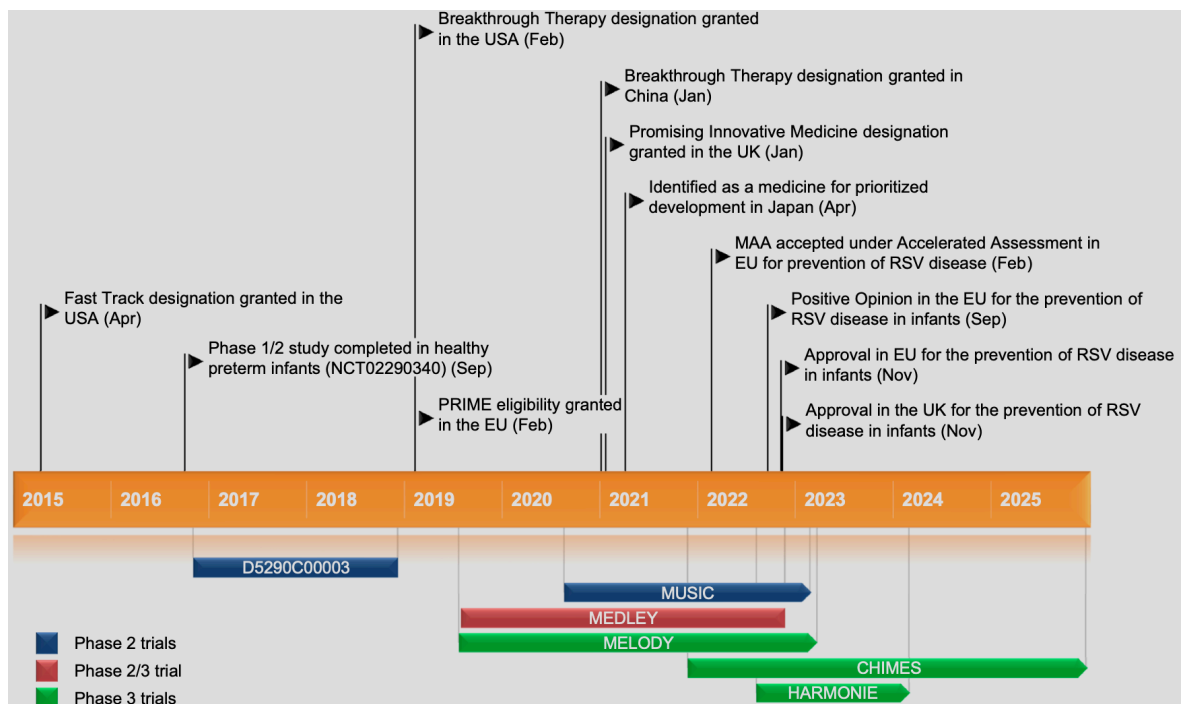 Breakthrough Therapy designation granted
in the USA (Feb)
Breakthrough Therapy designation granted in
China (Jan)
Promising Innovative Medicine designation
granted in the UK (Jan)
Identified as a medicine for prioritized
development in Japan (Apr)
MAA accepted under Accelerated Assessment in
EU for prevention of RSV disease (Feb)
Fast Track designation granted in the
USA (Apr)
Positive Opinion in the EU for the prevention of
RSV disease in infants (Sep)
Phase 1/2 study completed in healthy
preterm infants (NCT02290340) (Sep)
Approval in EU for the prevention of RSV disease
in infants (Nov)
PRIME eligibility granted
in the EU (Feb)
Approval in the UK for the prevention of RSV
disease in infants (Nov)
2015 2016 2017 2018 2019 2020 2021 2022 2023 2024 2025
D5290C00003
MUSIC
MEDLEY
MELODY
CHIMES
HARMONIE
Phase 2 trials
Phase 2/3 trial
Phase 3 trials